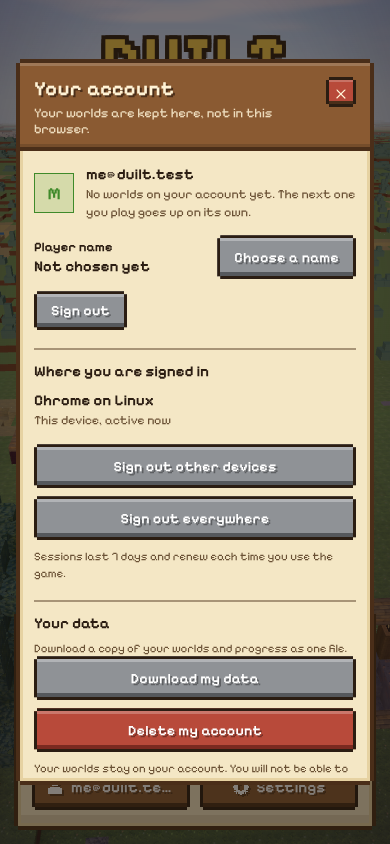 DUILT
Your account
Your worlds are kept here, not in this
browser.
M
me@duilt.test
No worlds on your account yet. The next one
you play goes up on its own.
Player name
Not chosen yet
Choose a name
Sign out
Where you are signed in
Chrome on Linux
This device, active now
Sign out other devices
Sign out everywhere
Sessions last 7 days and renew each time you use the
game.
Your data
Download a copy of your worlds and progress as one file.
Download my data
Delete my account
Your worlds stay on your account. You will not be able to
me@duilt.te...
Settings